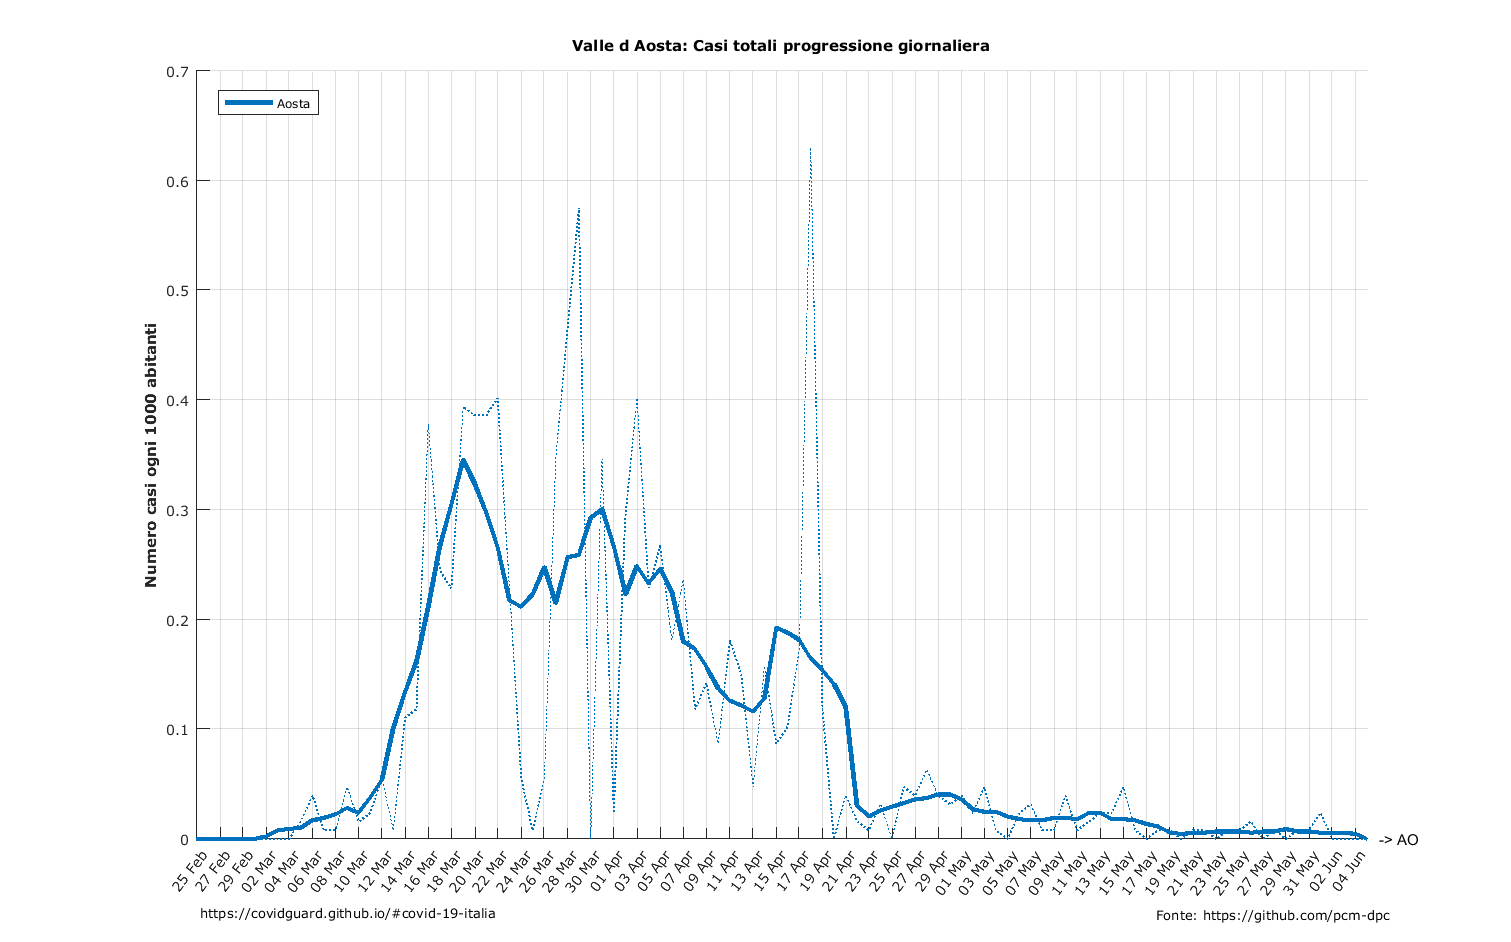 Valle d Aosta: Casi totali progressione giornaliera
Aosta
Numero casi ogni 1000 abitanti
0.7
0.6
0.5
0.4
0.3
0.2
0.1
0
25 Feb
27 Feb
29 Feb
02 Mar
04 Mar
06 Mar
08 Mar
10 Mar
12 Mar
14 Mar
16 Mar
18 Mar
20 Mar
22 Mar
24 Mar
26 Mar
28 Mar
30 Mar
01 Apr
03 Apr
05 Apr
07 Apr
09 Apr
11 Apr
13 Apr
15 Apr
17 Apr
19 Apr
21 Apr
23 Apr
25 Apr
27 Apr
29 Apr
01 May
03 May
05 May
07 May
09 May
11 May
13 May
15 May
17 May
19 May
21 May
23 May
25 May
27 May
29 May
31 May
02 Jun
04 Jun
-> AO
https://covidguard.github.io/#covid-19-italia
Fonte: https://github.com/pcm-dpc